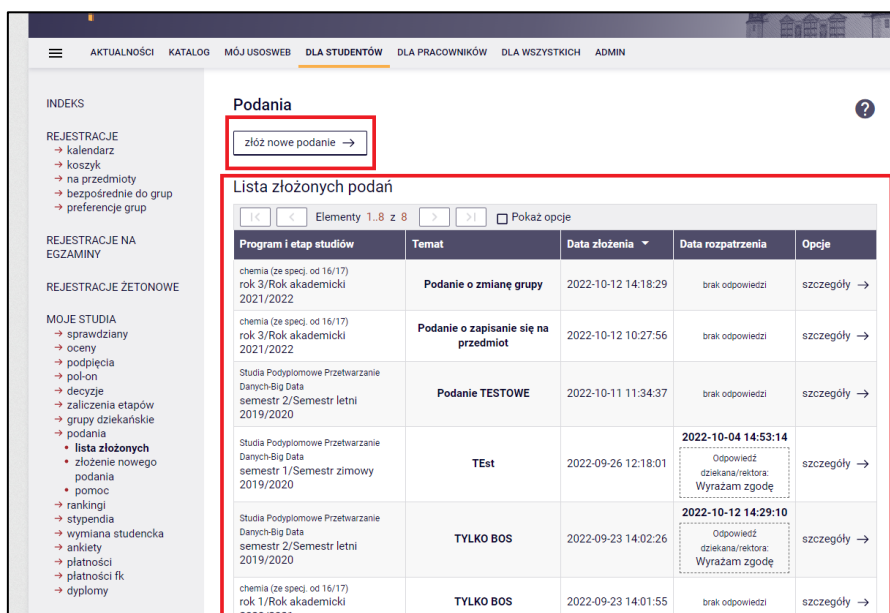 AKTUALNOŚCI KATALOG MÓJ USOSWEB DLA STUDENTÓW DLA PRACOWNIKÓW DLA WSZYSTKICH ADMIN
INDEKS
REJESTRACJE
→ kalendarz
→ koszyk
→ na przedmioty
→ bezpośrednie do grup
→ preferencje grup
REJESTRACJE NA
EGZAMINY
REJESTRACJE ŻETONOWE
MOJE STUDIA
→ sprawdziany
→ oceny
→ podpięcia
→ pol-on
→ decyzje
→ zaliczenia etapów
→ grupy dziekańskie
→ podania
• lista złożonych
• złożenie nowego
podania
• pomoc
→ rankingi
→ stypendia
→ wymiana studencka
→ ankiety
→ płatności
→ płatności fk
→ dyplomy
Podania
?
złóż nowe podanie →
Lista złożonych podań
Elementy 1..8 z 8 Pokaż opcje
Program i etap studiów Temat Data złożenia Data rozpatrzenia Opcje
chemia (ze specj. od 16/17)
rok 3/Rok akademicki
2021/2022
Podanie o zmianę grupy
2022-10-12 14:18:29
brak odpowiedzi
szczegóły →
chemia (ze specj. od 16/17)
rok 3/Rok akademicki
2021/2022
Podanie o zapisanie się na
przedmiot
2022-10-12 10:27:56
brak odpowiedzi
szczegóły →
Studia Podyplomowe Przetwarzanie
Danych-Big Data
semestr 2/Semestr letni
2019/2020
Podanie TESTOWE
2022-10-11 11:34:37
brak odpowiedzi
szczegóły →
Studia Podyplomowe Przetwarzanie
Danych-Big Data
semestr 1/Semestr zimowy
2019/2020
TEst
2022-09-26 12:18:01
2022-10-04 14:53:14
Odpowiedź
dziekana/rektora:
Wyrażam zgodę
szczegóły →
Studia Podyplomowe Przetwarzanie
Danych-Big Data
semestr 2/Semestr letni
2019/2020
TYLKO BOS
2022-09-23 14:02:26
2022-10-12 14:29:10
Odpowiedź
dziekana/rektora:
Wyrażam zgodę
szczegóły →
chemia (ze specj. od 16/17)
rok 1/Rok akademicki
TYLKO BOS
2022-09-23 14:01:55
brak odpowiedzi
szczegóły →